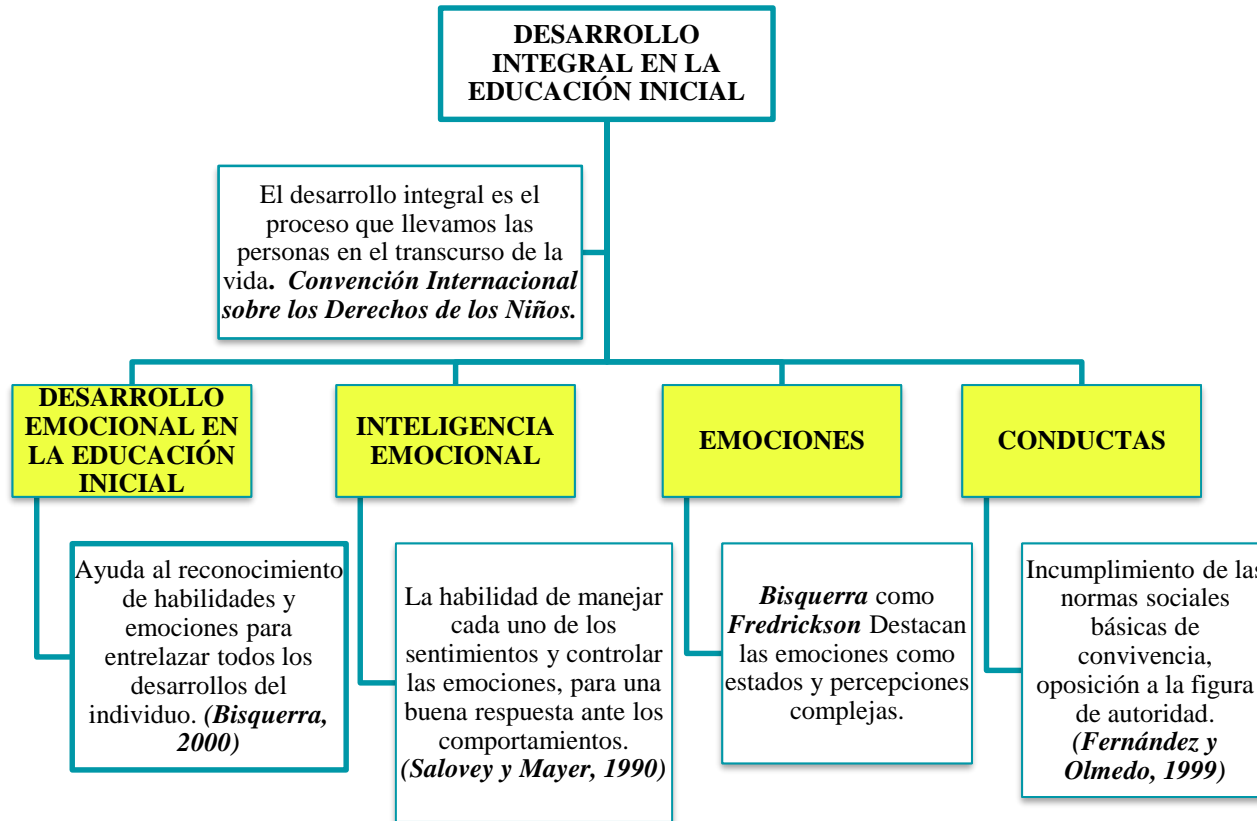 DESARROLLO
INTEGRAL EN LA
EDUCACIÓN INICIAL
El desarrollo integral es el
proceso que llevamos las
personas en el transcurso de la
vida. Convención Internacional
sobre los Derechos de los Niños.
DESARROLLO
EMOCIONAL EN
LA EDUCACIÓN
INICIAL
INTELIGENCIA
EMOCIONAL
EMOCIONES
CONDUCTAS
Ayuda al reconocimiento
de habilidades y
emociones para
entrelazar todos los
desarrollos del
individuo. (Bisquerra,
2000)
La habilidad de manejar
cada uno de los
sentimientos y controlar
las emociones, para una
buena respuesta ante los
comportamientos.
(Salovey y Mayer, 1990)
Bisquerra como
Fredrickson Destacan
las emociones como
estados y percepciones
complejas.
Incumplimiento de las
normas sociales
básicas de
convivencia,
oposición a la figura
de autoridad.
(Fernández y
Olmedo, 1999)